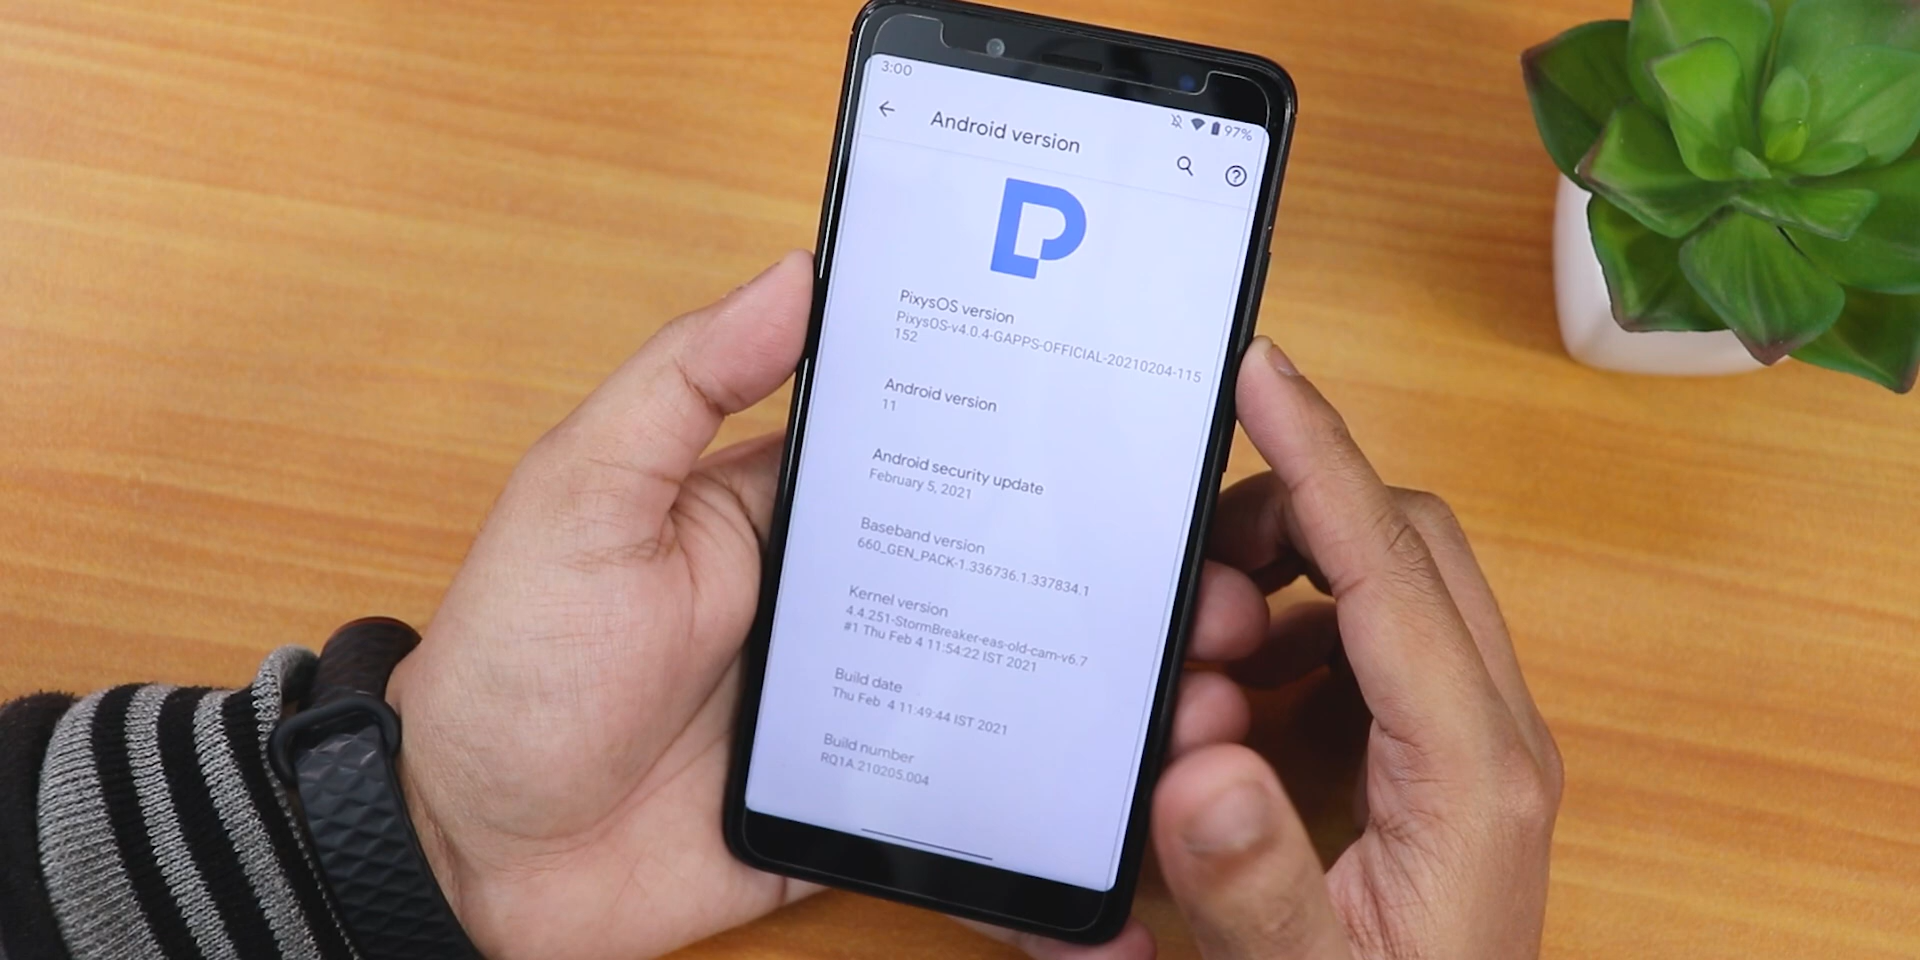 3:00
97%
Android version
PixysOS version
PixysOS-v4.0.4-GAPPS-OFFICIAL-20210204-115
152
Android version
11
Android security update
February 5, 2021
Baseband version
660_GEN_PACK-1.336736.1.337834.1
Kernel version
4.4.251-StormBreaker-eas-old-cam-v6.7
#1 Thu Feb 4 11:54:22 IST 2021
Build date
Thu Feb  4 11:49:44 IST 2021
Build number
RQ1A.210205.004